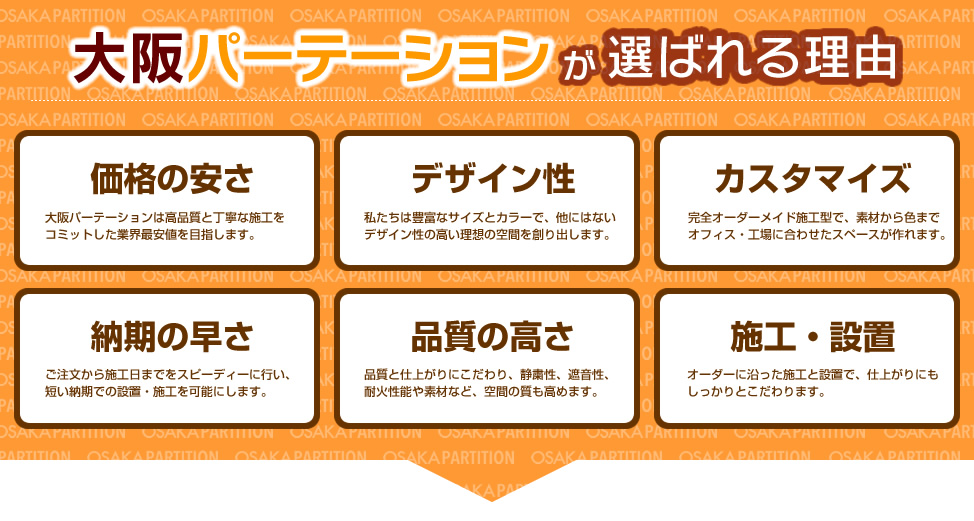 大阪パーテーションが選ばれる理由
価格の安さ
大阪パーテーションは高品質と丁寧な施工を
コミットした業界最安値を目指します。
デザイン性
私たちは豊富なサイズとカラーで、他にはない
デザイン性の高い理想の空間を創り出します。
カスタマイズ
完全オーダーメイド施工型で、素材から色まで
オフィス・工場に合わせたスペースが作れます。
納期の早さ
ご注文から施工日までをスピーディーに行い、
短い納期での設置・施工を可能にします。
品質の高さ
品質と仕上がりにこだわり、静粛性、遮音性、
耐火性能や素材など、空間の質も高めます。
施工・設置
オーダーに沿った施工と設置で、仕上がりにも
しっかりとこだわります。
OSAKA PARTITION